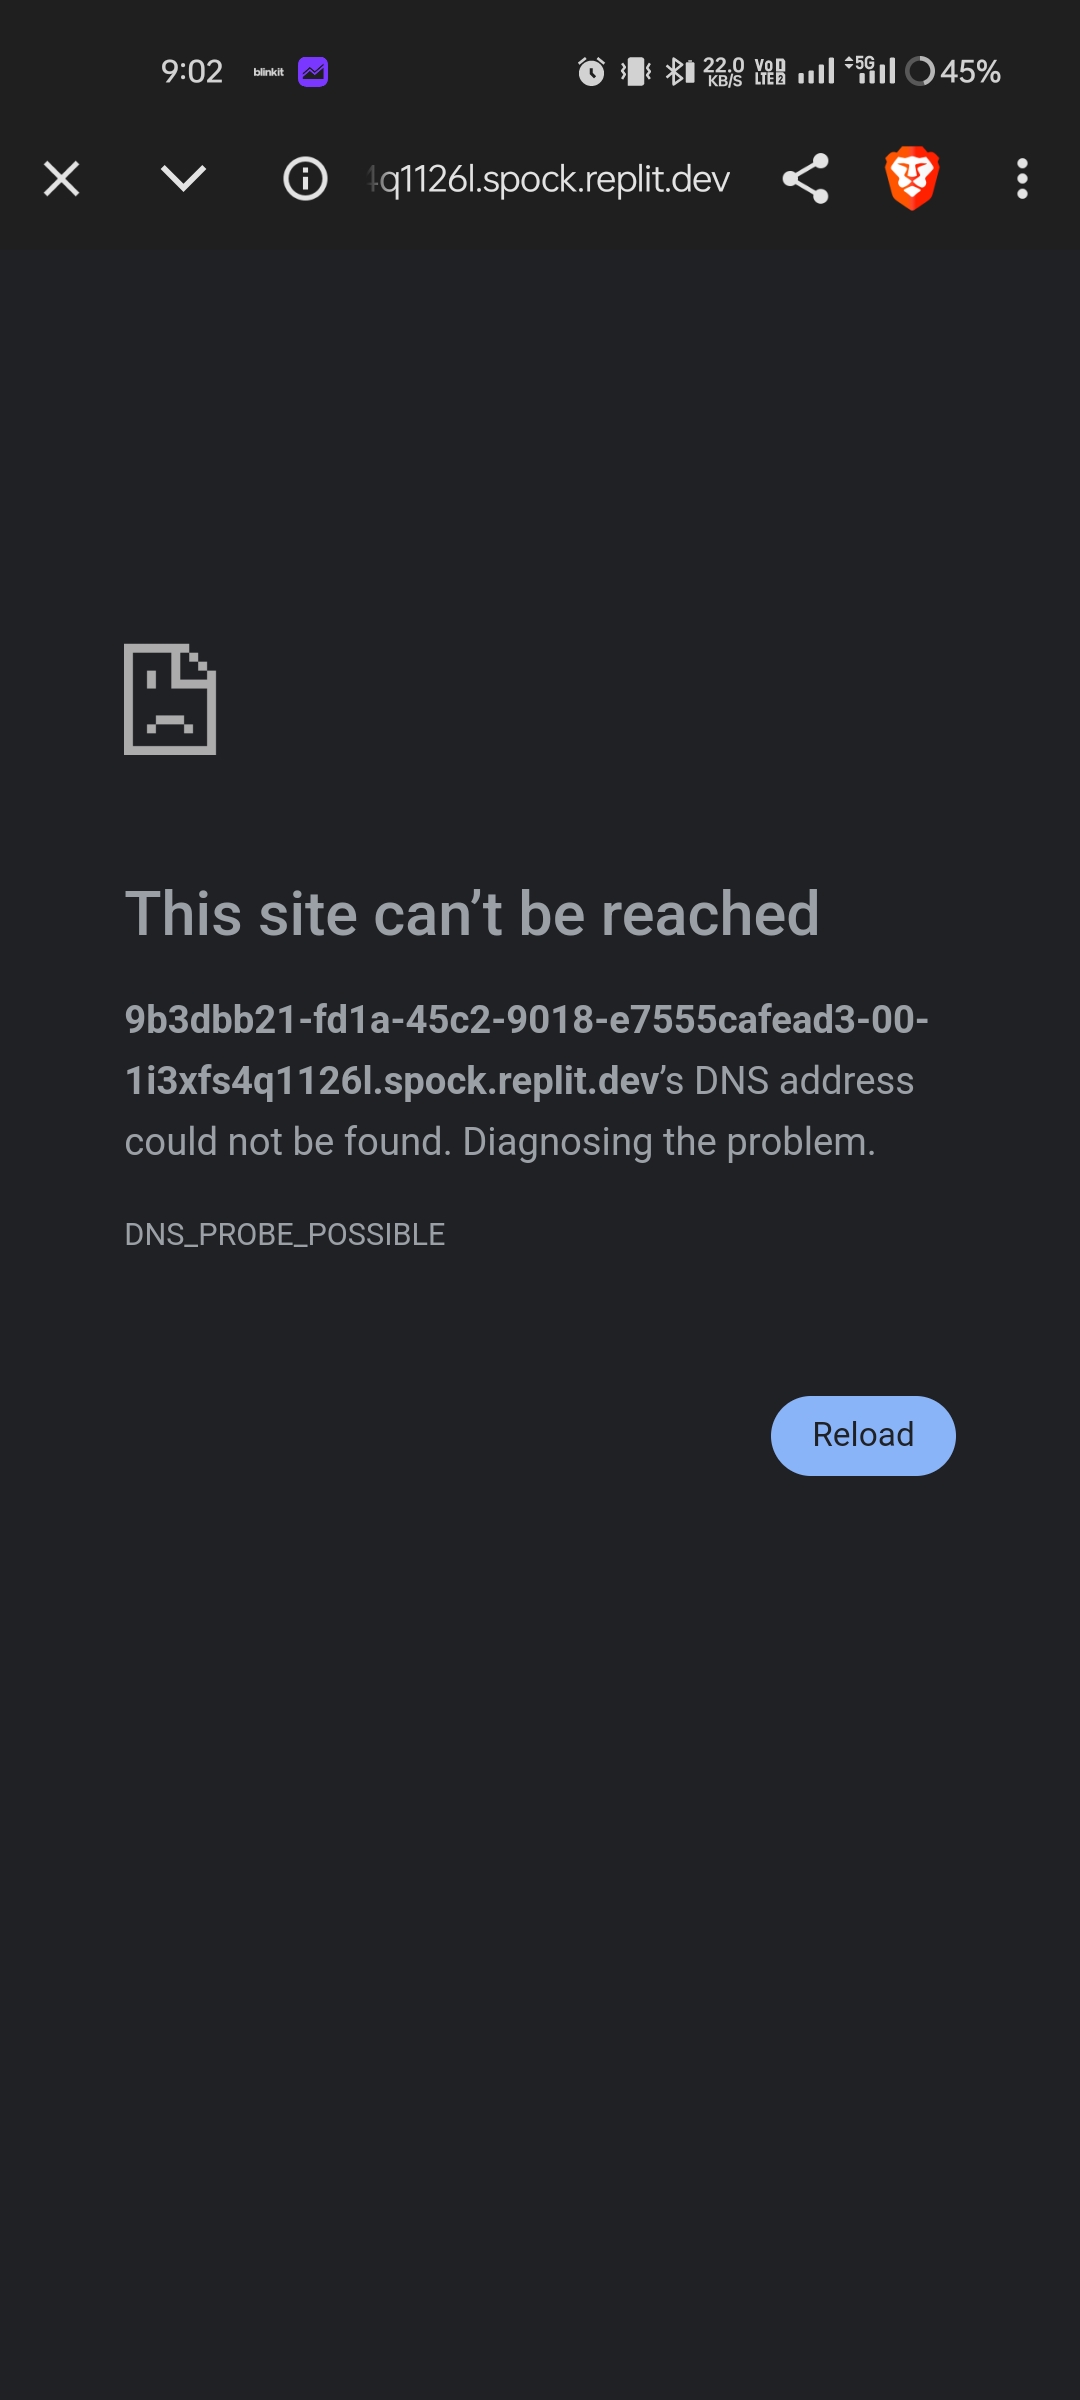 9:02 blinkit 22.0 KB/S VoD LTE2 5G 45%
4q1126l.spock.replit.dev
This site can’t be reached
9b3dbb21-fd1a-45c2-9018-e7555cafead3-00-
1i3xfs4q1126l.spock.replit.dev’s DNS address
could not be found. Diagnosing the problem.
DNS_PROBE_POSSIBLE
Reload